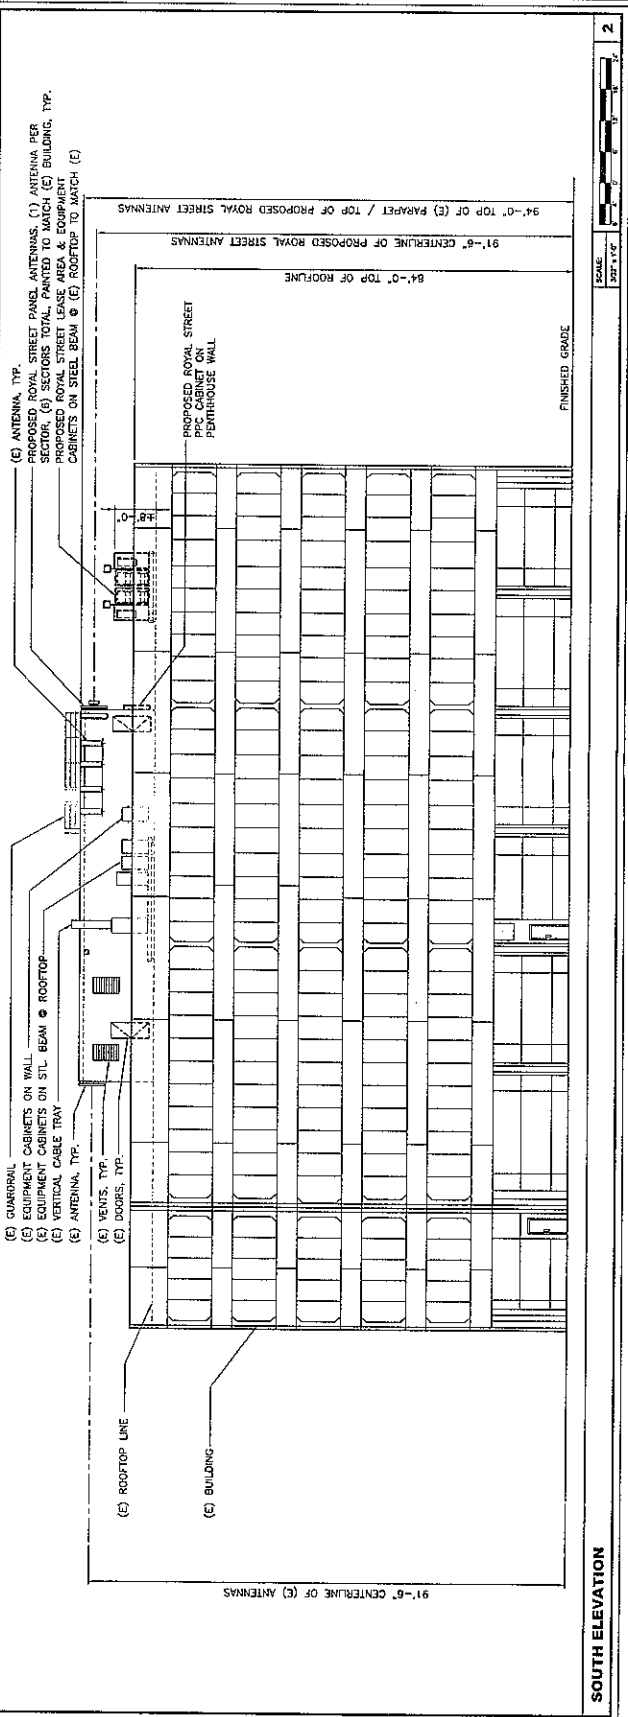 (E) GUARDRAIL
(E) EQUIPMENT CABINETS ON WALL
(E) EQUIPMENT CABINETS ON STL. BEAM @ ROOFTOP
(E) VERTICAL CABLE TRAY
(E) ANTENNA, TYP.
(E) VENTS, TYP.
(E) DOORS, TYP.
(E) ROOFTOP LINE
(E) BUILDING
91'-6" CENTERLINE OF (E) ANTENNAS
(E) ANTENNA, TYP.
PROPOSED ROYAL STREET PANEL ANTENNAS, (1) ANTENNA PER
SECTOR, (6) SECTORS TOTAL, PAINTED TO MATCH (E) BUILDING, TYP.
PROPOSED ROYAL STREET LEASE AREA & EQUIPMENT
CABINETS ON STEEL BEAM @ (E) ROOFTOP TO MATCH (E)
±8'-0"
PROPOSED ROYAL STREET
PPC CABINET ON
PENTHHOUSE WALL
84'-0" TOP OF ROOFLINE
91'-6" CENTERLINE OF PROPOSED ROYAL STREET ANTENNAS
94'-0" TOP OF (E) PARAPET / TOP OF PROPOSED ROYAL STREET ANTENNAS
FINISHED GRADE
SOUTH ELEVATION
SCALE:
3/32" = 1'-0"
2